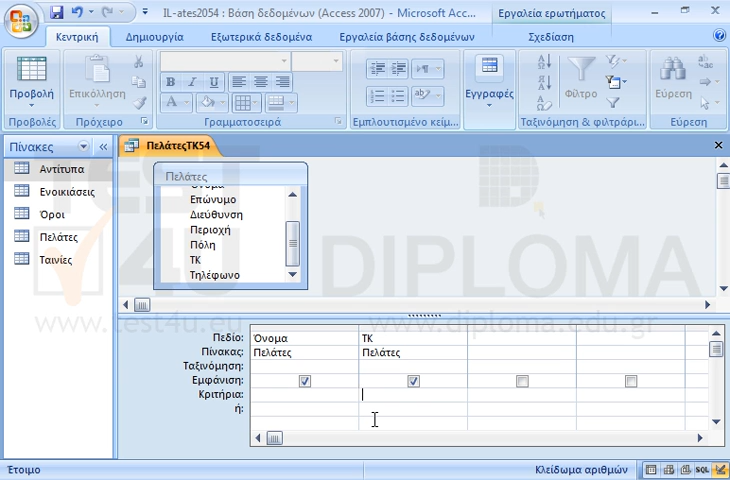 IL-ates2054 : Βάση δεδομένων (Access 2007) - Microsoft Acc...
Εργαλεία ερωτήματος
Κεντρική
Δημιουργία
Εξωτερικά δεδομένα
Εργαλεία βάσης δεδομένων
Σχεδίαση
Προβολή
Επικόλληση
Εγγραφές
Φίλτρο
Εύρεση
Προβολές
Πρόχειρο
Γραμματοσειρά
Εμπλουτισμένο κείμ...
Ταξινόμηση & φιλτράρι...
Εύρεση
Πίνακες
Αντίτυπα
Ενοικιάσεις
Όροι
Πελάτες
Ταινίες
ΠελάτεςΤΚ54
Πελάτες
Όνομα
Επώνυμο
Διεύθυνση
Περιοχή
Πόλη
ΤΚ
Τηλέφωνο
TEST4U DIPLOMA
www.test4u.eu www.diploma.edu.gr
Πεδίο: Όνομα ΤΚ
Πίνακας: Πελάτες Πελάτες
Ταξινόμηση:
Εμφάνιση:
Κριτήρια:
ή:
Έτοιμο
Κλείδωμα αριθμών
SQL